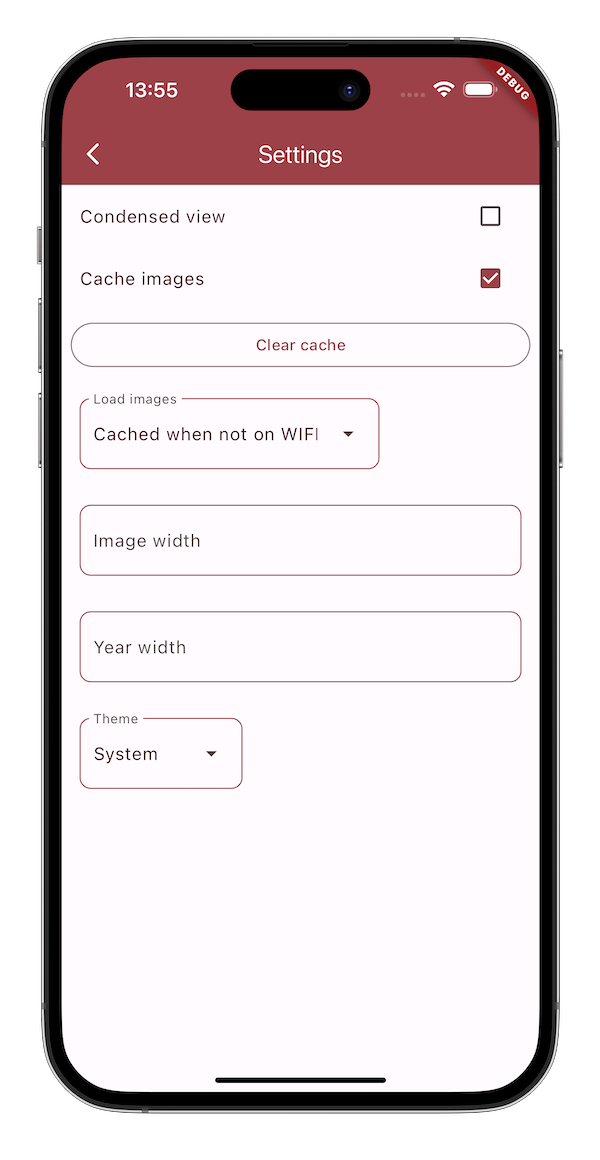 13:55
DEBUG
Settings
Condensed view
Cache images
Clear cache
Load images
Cached when not on WIFI
Image width
Year width
Theme
System